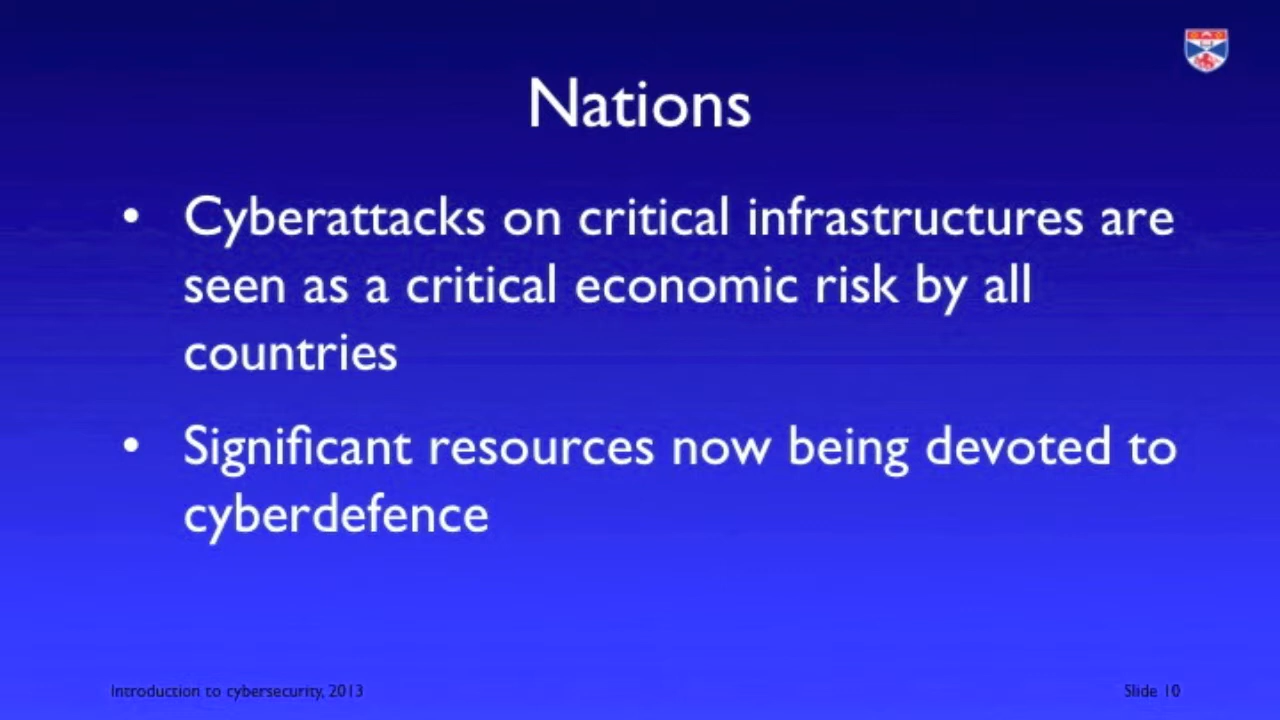 Nations
• Cyberattacks on critical infrastructures are
seen as a critical economic risk by all
countries
• Significant resources now being devoted to
cyberdefence
Introduction to cybersecurity, 2013
Slide 10